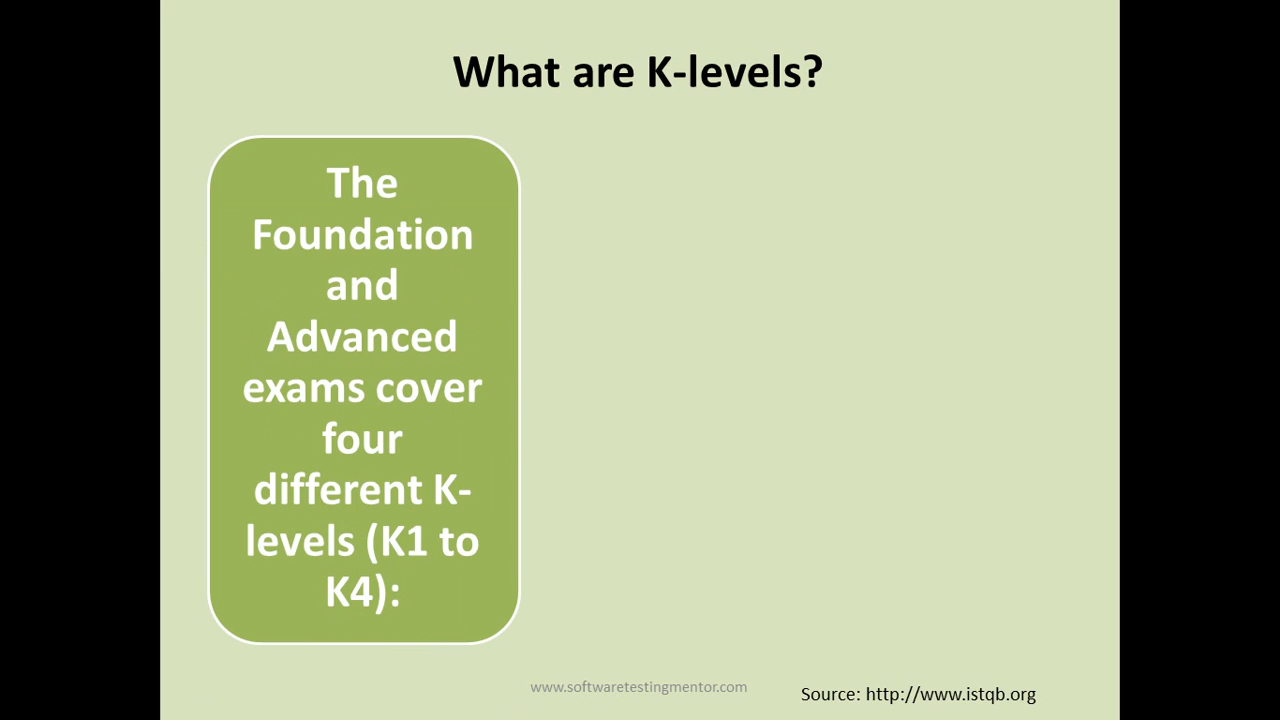 What are K-levels?
The
Foundation
and
Advanced
exams cover
four
different K-
levels (K1 to
K4):
www.softwaretestingmentor.com
Source: http://www.istqb.org